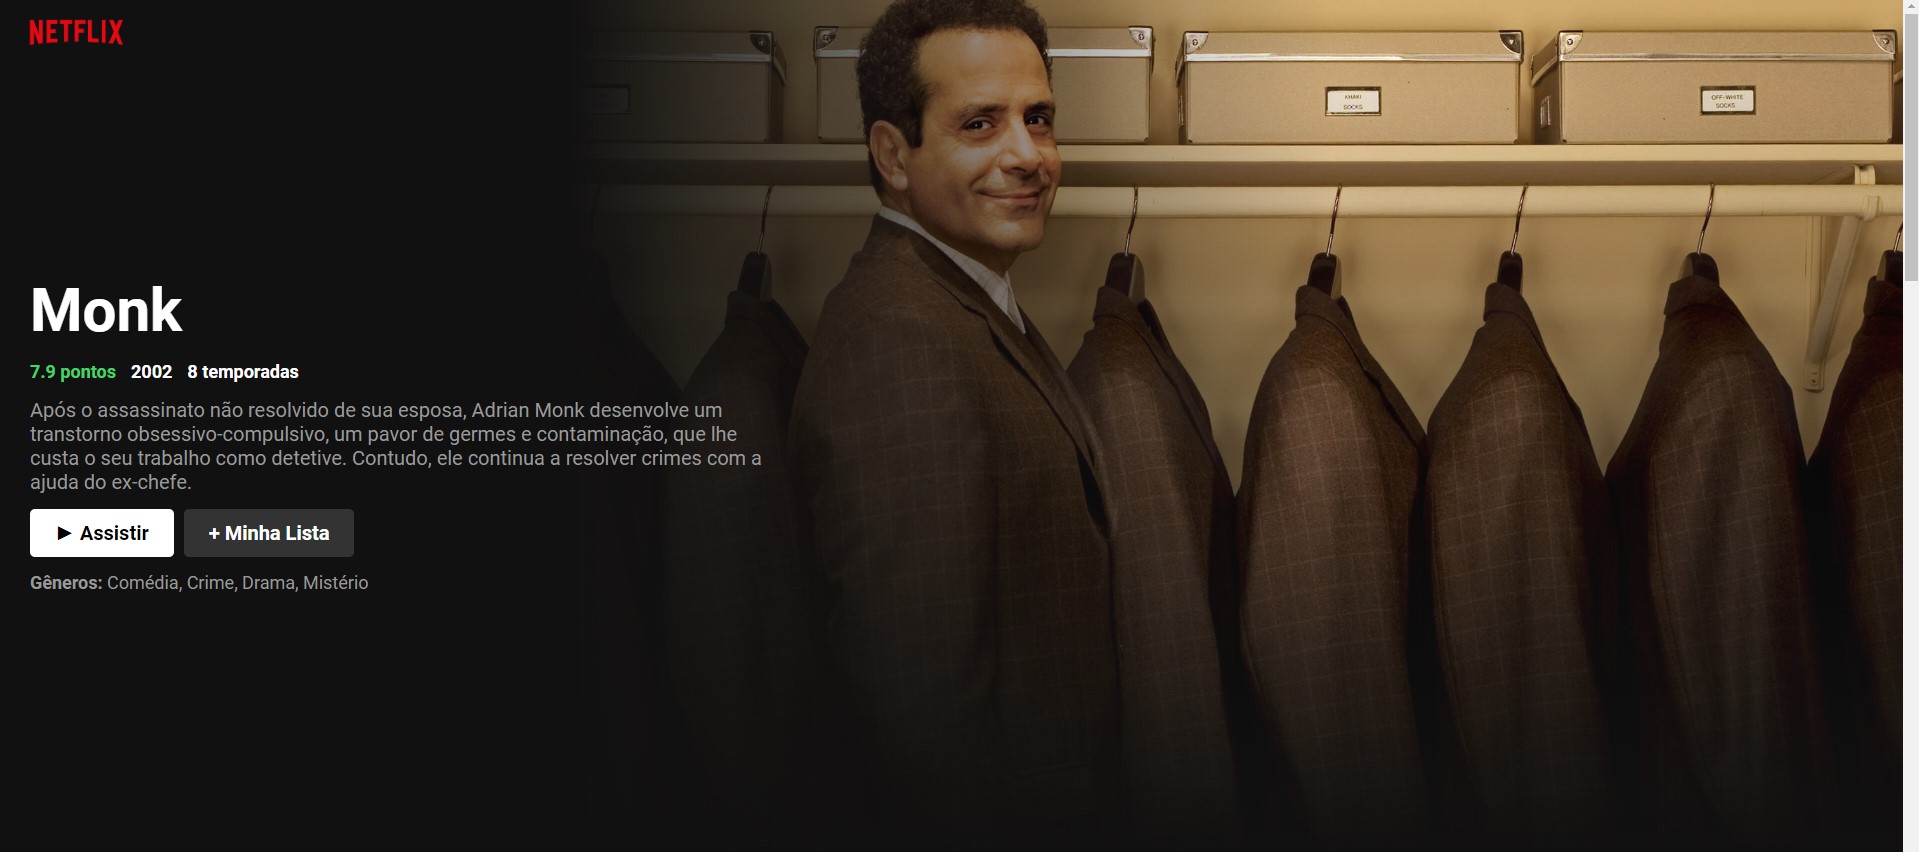 NETFLIX
KHAKI
SOCKS
OFF-WHITE
SOCKS
Monk
7.9 pontos 2002 8 temporadas
Após o assassinato não resolvido de sua esposa, Adrian Monk desenvolve um
transtorno obsessivo-compulsivo, um pavor de germes e contaminação, que lhe
custa o seu trabalho como detetive. Contudo, ele continua a resolver crimes com a
ajuda do ex-chefe.
► Assistir + Minha Lista
Gêneros: Comédia, Crime, Drama, Mistério